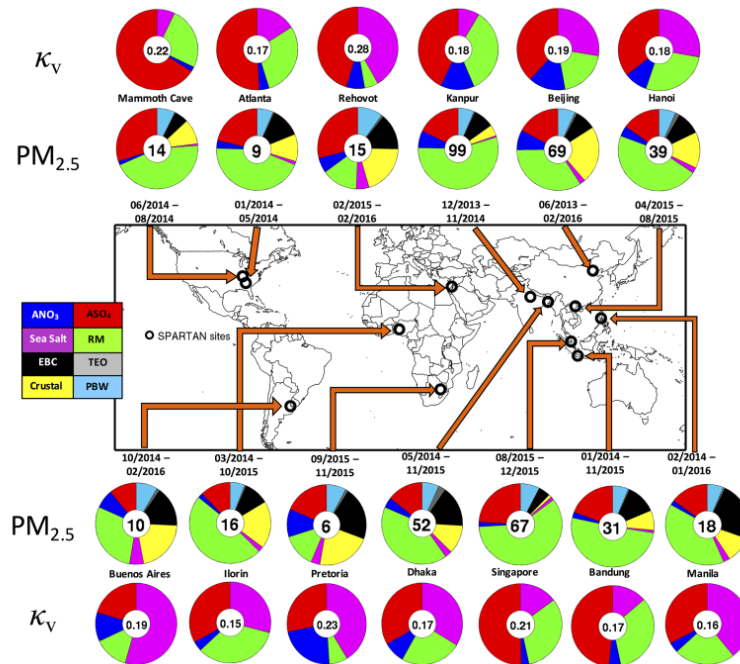 κv
0.22 0.17 0.28 0.18 0.19 0.18
Mammoth Cave Atlanta Rehovot Kanpur Beijing Hanoi
PM2.5
14 9 15 99 69 39
06/2014 – 01/2014 – 02/2015 – 12/2013 – 06/2013 – 04/2015 –
08/2014 05/2014 02/2016 11/2014 02/2016 08/2015
ANO3 ASO4
Sea Salt RM
EBC TEO
Crustal PBW
SPARTAN sites
10/2014 – 03/2014 – 09/2015 – 05/2014 – 08/2015 – 01/2014 – 02/2014 –
02/2016 10/2015 11/2015 11/2015 12/2015 11/2015 01/2016
PM2.5
10 16 6 52 67 31 18
Buenos Aires Ilorin Pretoria Dhaka Singapore Bandung Manila
κv
0.19 0.15 0.23 0.17 0.21 0.17 0.16